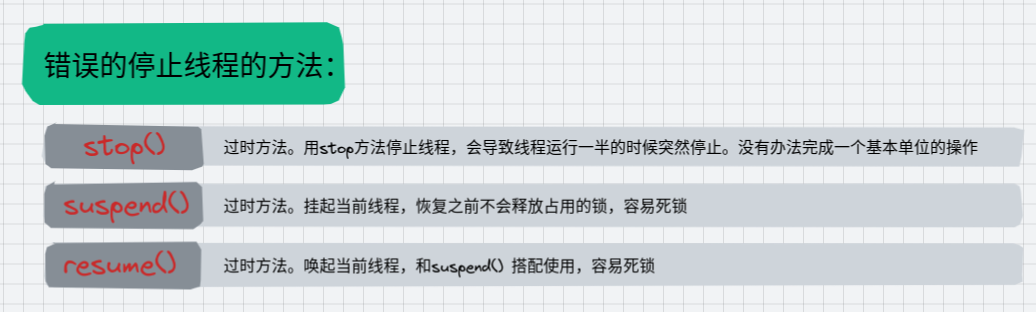 错误的停止线程的方法：
stop() 过时方法。用stop方法停止线程，会导致线程运行一半的时候突然停止。没有办法完成一个基本单位的操作
suspend() 过时方法。挂起当前线程，恢复之前不会释放占用的锁，容易死锁
resume() 过时方法。唤起当前线程，和suspend() 搭配使用，容易死锁